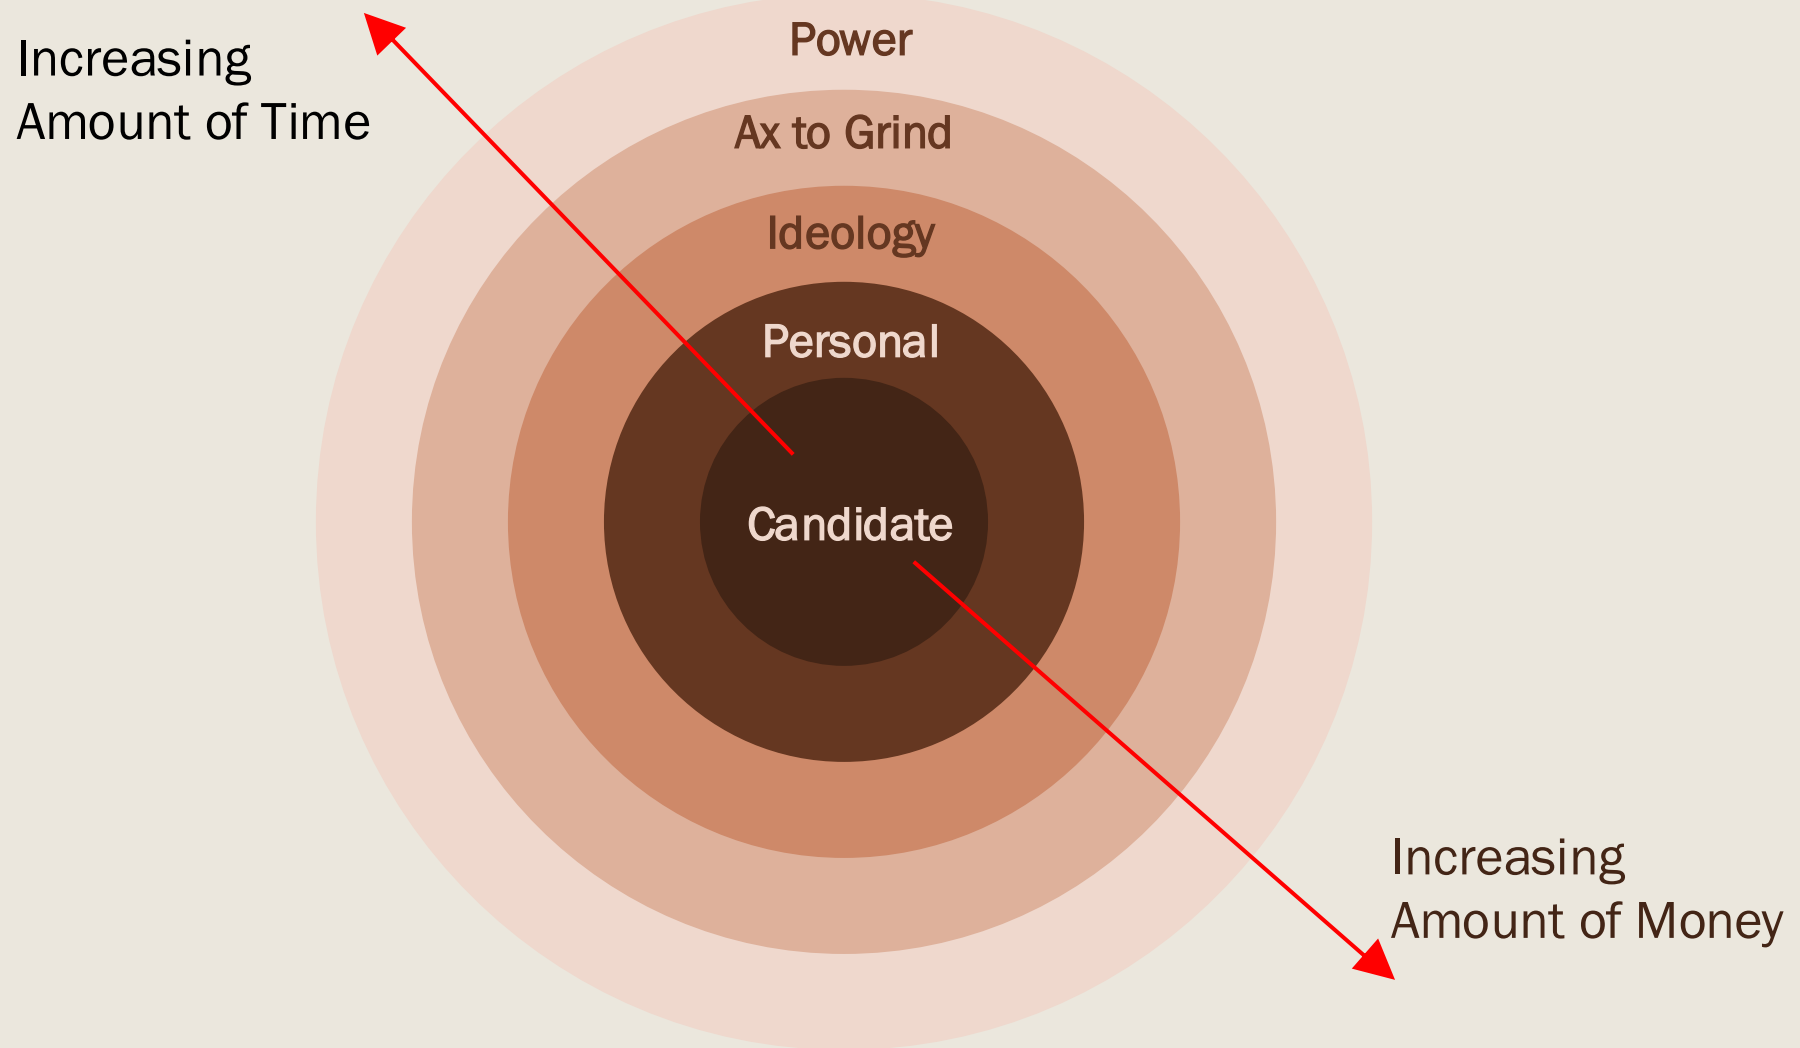 Increasing
Amount of Time
Power
Ax to Grind
Ideology
Personal
Candidate
Increasing
Amount of Money